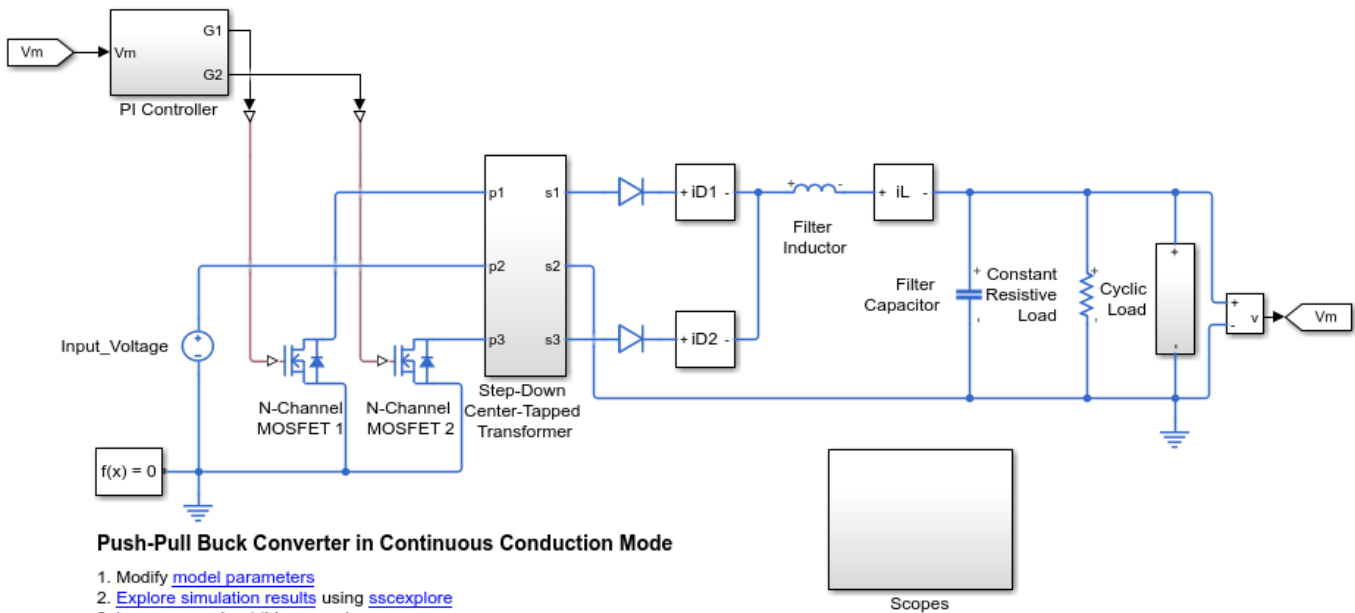 G1
Vm
Vm
G2
PI Controller
p1
s1
+ iD1 -
+ -
+ iL -
Filter
Inductor
p2
s2
+
+
+
Filter
Capacitor
Constant
Resistive
Load
Cyclic
Load
+
-
v
Vm
Input_Voltage
+
-
p3
s3
+ iD2 -
-
-
-
N-Channel
MOSFET 1
N-Channel
MOSFET 2
Step-Down
Center-Tapped
Transformer
f(x) = 0
Push-Pull Buck Converter in Continuous Conduction Mode
1. Modify model parameters
2. Explore simulation results using sscexplore
Scopes